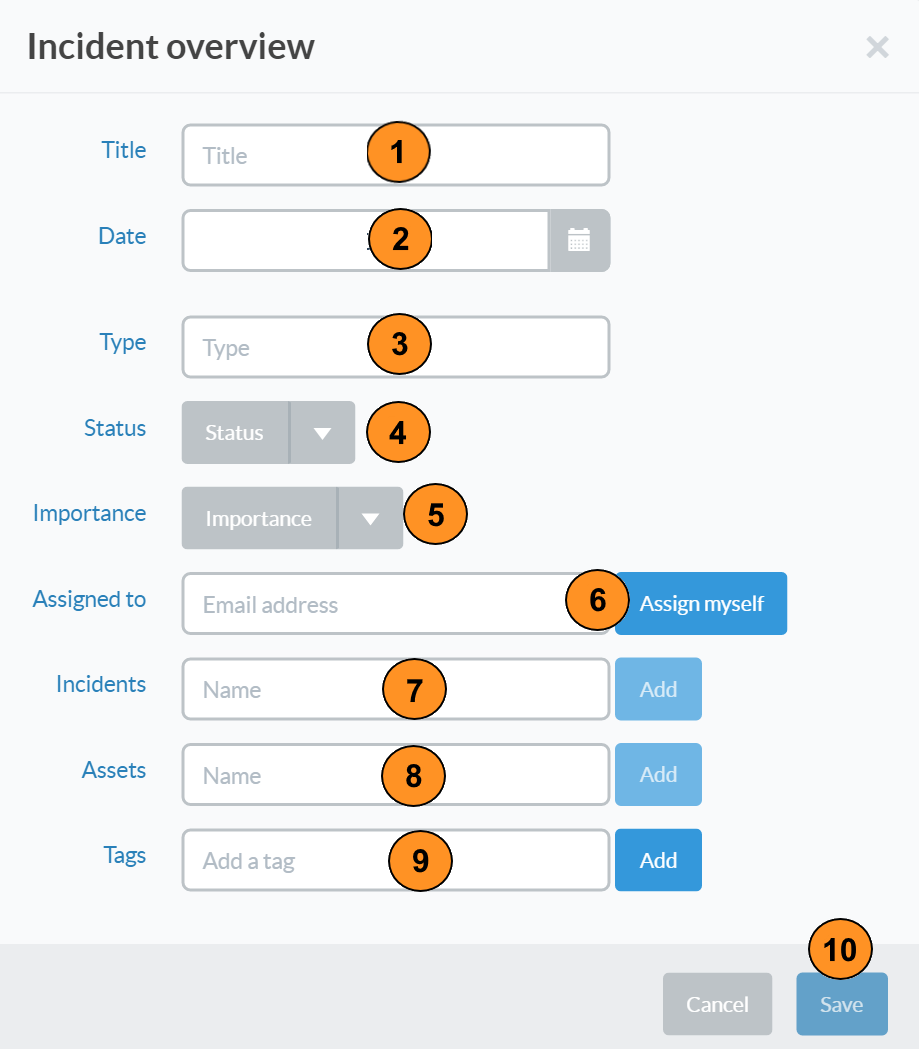 Incident overview
Title
Title
1
Date
2
Type
Type
3
Status
Status
4
Importance
Importance
5
Assigned to
Email address
6
Assign myself
Incidents
Name
7
Add
Assets
Name
8
Add
Tags
Add a tag
9
Add
10
Cancel
Save